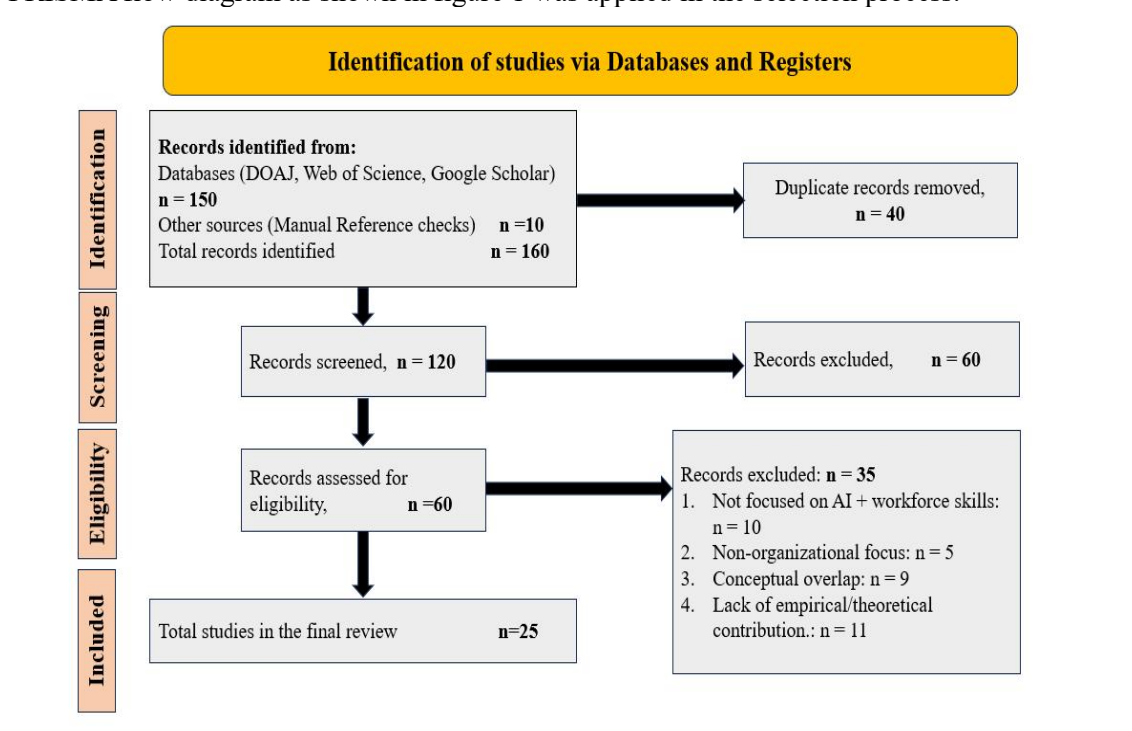 flow diagram as shown in figure 1 was applied in the selection process.
Identification of studies via Databases and Registers
Identification
Records identified from:
Databases (DOAJ, Web of Science, Google Scholar)
n = 150
Other sources (Manual Reference checks) n =10
Total records identified n = 160
Duplicate records removed,
n = 40
Screening
Records screened, n = 120
Records excluded, n = 60
Eligibility
Records assessed for
eligibility, n =60
Records excluded: n = 35
1. Not focused on AI + workforce skills:
n = 10
2. Non-organizational focus: n = 5
3. Conceptual overlap: n = 9
4. Lack of empirical/theoretical
contribution.: n = 11
Included
Total studies in the final review n=25